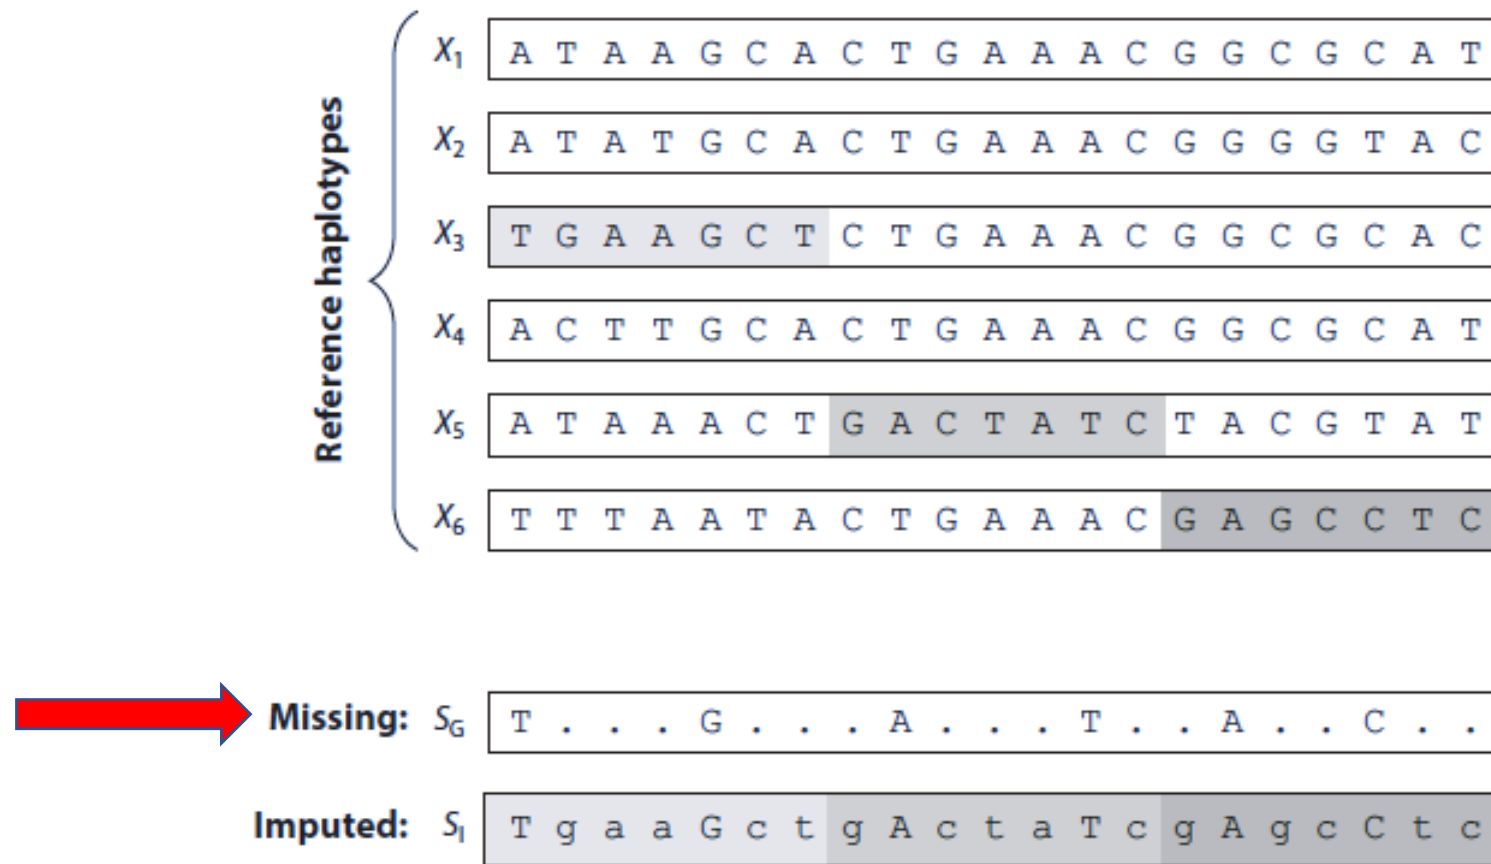 Reference haplotypes
X1 A T A A G C A C T G A A A C G G C G C A T
X2 A T A T G C A C T G A A A C G G G G T A C
X3 T G A A G C T C T G A A A C G G C G C A C
X4 A C T T G C A C T G A A A C G G C G C A T
X5 A T A A A C T G A C T A T C T A C G T A T
X6 T T T A A T A C T G A A A C G A G C C T C
Missing: SG T . . . G . . . A . . . T . . A . . C . .
Imputed: SI T g a a G c t g A c t a T c g A g c C t c